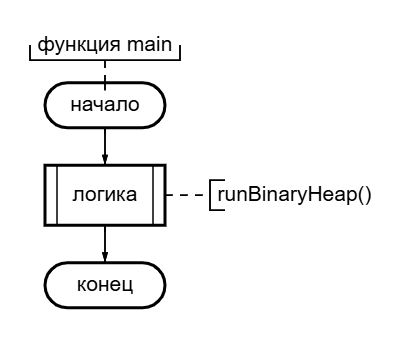 функция main
начало
логика
runBinaryHeap()
конец